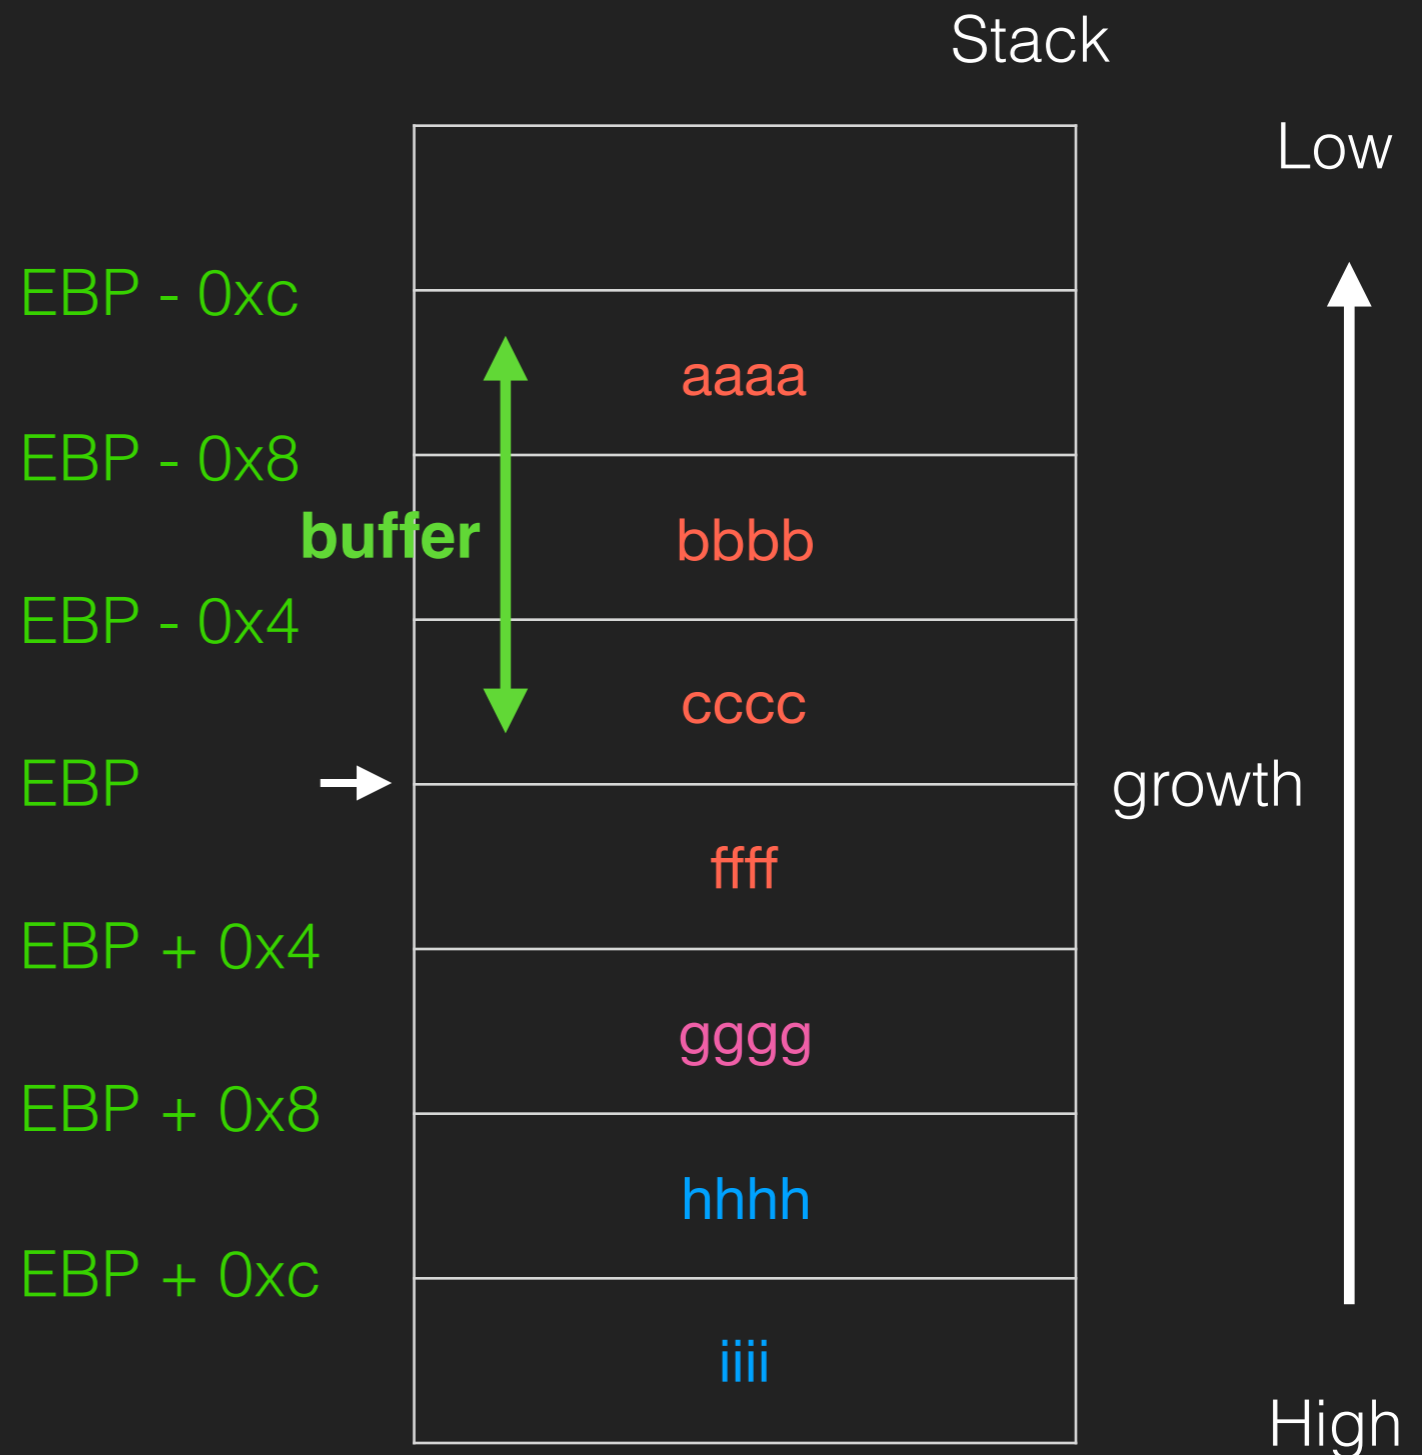 Stack
Low
EBP - 0xc
aaaa
EBP - 0x8
buffer
bbbb
EBP - 0x4
cccc
EBP
growth
ffff
EBP + 0x4
gggg
EBP + 0x8
hhhh
EBP + 0xc
iiii
High